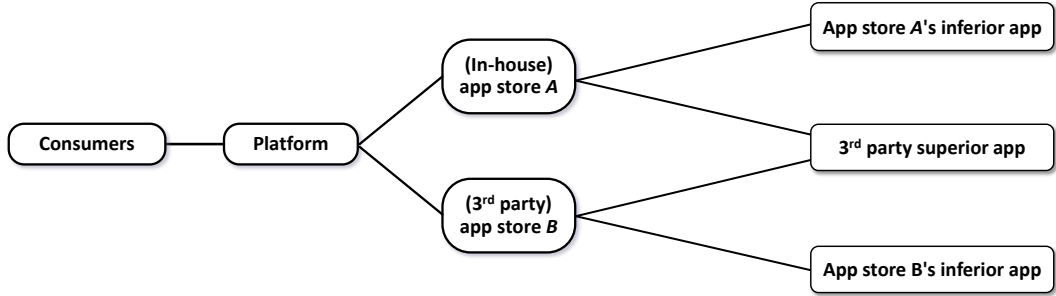 Consumers
Platform
(In-house)
app store A
(3rd party)
app store B
App store A's inferior app
3rd party superior app
App store B's inferior app